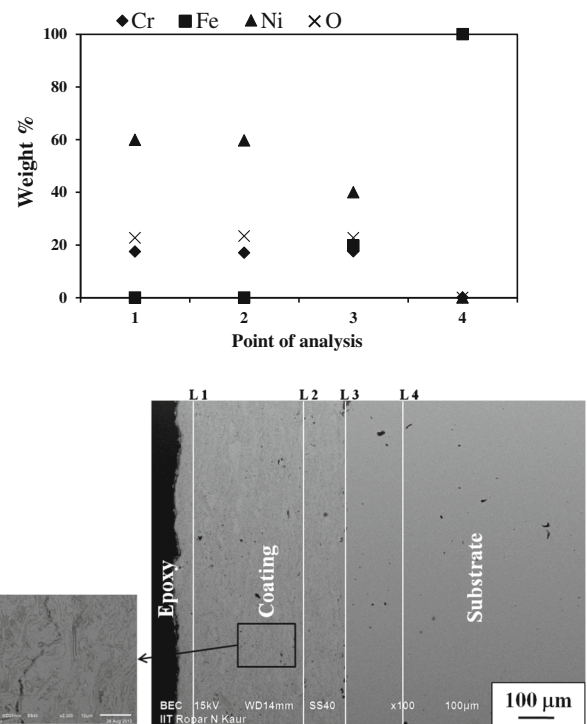 Cr Fe Ni O
100
80
60
40
20
0
Weight %
1 2 3 4
Point of analysis
L 1 L 2 L 3 L 4
Epoxy
Coating
Substrate
BEC 15kV WD14mm SS40 x100 100µm
IIT Ropar N Kaur
100 µm